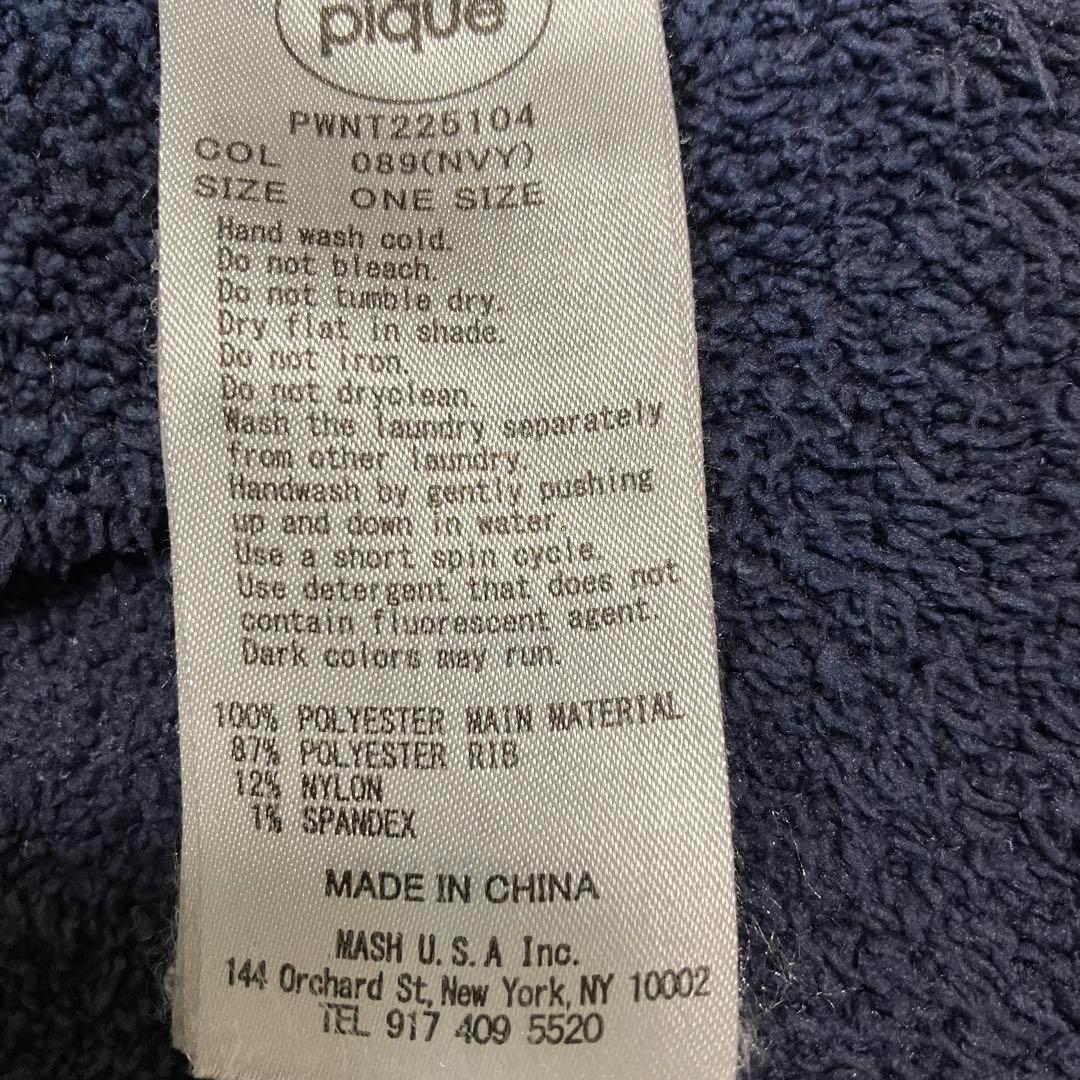 pique
PWNT225104
COL 089(NVY)
SIZE ONE SIZE
Hand wash cold.
Do not bleach.
Do not tumble dry.
Dry flat in shade.
Do not iron.
Do not dryclean.
Wash the laundry separately
from other laundry.
Handwash by gently pushing
up and down in water.
Use a short spin cycle.
Use detergent that does not
contain fluorescent agent.
Dark colors may run.
100% POLYESTER MAIN MATERIAL
87% POLYESTER RIB
12% NYLON
1% SPANDEX
MADE IN CHINA
MASH U.S.A Inc.
144 Orchard St, New York, NY 10002
TEL 917 409 5520